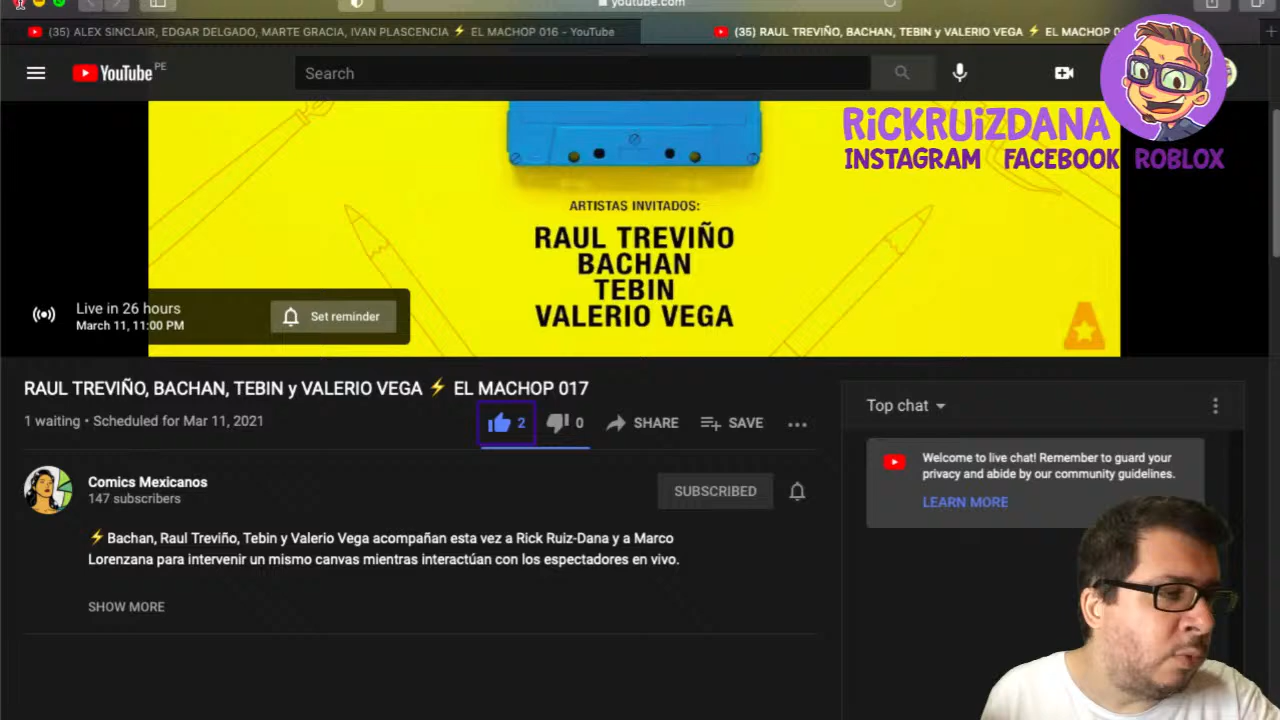 youtube.com
(35) ALEX SINCLAIR, EDGAR DELGADO, MARTE GRACIA, IVAN PLASCENCIA ⚡ EL MACHOP 016 - YouTube
(35) RAUL TREVIÑO, BACHAN, TEBIN y VALERIO VEGA ⚡ EL MACHOP
YouTube PE
Search
RiCKRUiZDANA
INSTAGRAM FACEBOOK ROBLOX
ARTISTAS INVITADOS:
RAUL TREVIÑO
BACHAN
TEBIN
VALERIO VEGA
Live in 26 hours
March 11, 11:00 PM
Set reminder
RAUL TREVIÑO, BACHAN, TEBIN y VALERIO VEGA ⚡ EL MACHOP 017
1 waiting • Scheduled for Mar 11, 2021
2 0 SHARE SAVE
Top chat
Welcome to live chat! Remember to guard your
privacy and abide by our community guidelines.
LEARN MORE
Comics Mexicanos
147 subscribers
SUBSCRIBED
⚡Bachan, Raul Treviño, Tebin y Valerio Vega acompañan esta vez a Rick Ruiz-Dana y a Marco
Lorenzana para intervenir un mismo canvas mientras interactúan con los espectadores en vivo.
SHOW MORE